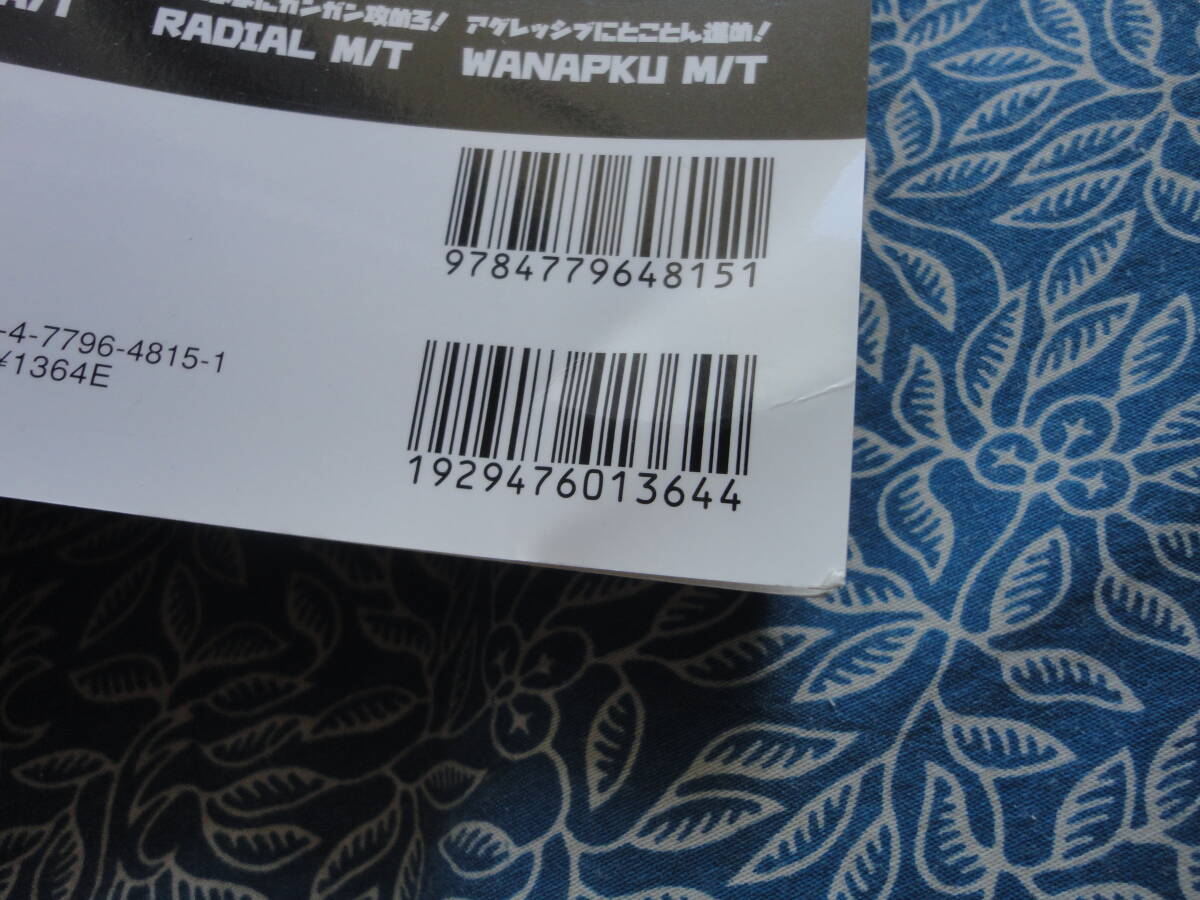 A/T
にガンガン攻めろ!
RADIAL M/T
アグレッシブにとことん進め!
WANAPKU M/T
9784779648151
-4-7796-4815-1
¥1364E
1929476013644